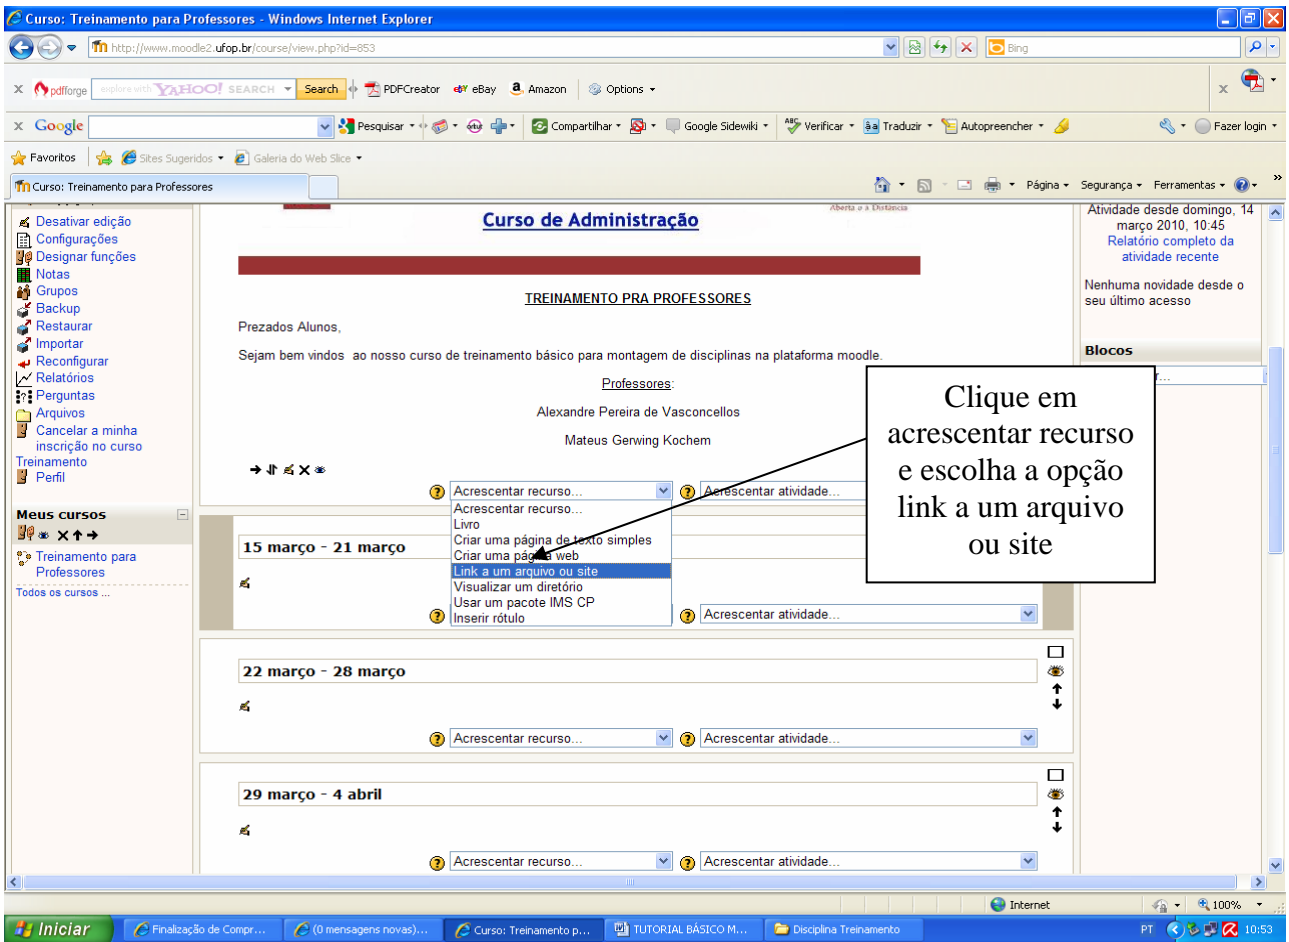 Curso: Treinamento para Professores - Windows Internet Explorer
http://www.moodle2.ufop.br/course/view.php?id=853
Bing
X pdfforge explore with YAHOO! SEARCH Search PDFCreator eBay Amazon Options
x
x Google Pesquisar Compartilhar Google Sidewiki Verificar Traduzir Autopreencher Fazer login
Favoritos Sites Sugeridos Galeria do Web Slice
Curso: Treinamento para Professores
Página Segurança Ferramentas
Desativar edição
Configurações
Designar funções
Notas
Grupos
Backup
Restaurar
Importar
Reconfigurar
Relatórios
Perguntas
Arquivos
Cancelar a minha
inscrição no curso
Treinamento
Perfil
Meus cursos
Treinamento para
Professores
Todos os cursos ...
Curso de Administração
Aberta e a Distância
TREINAMENTO PRA PROFESSORES
Prezados Alunos,
Sejam bem vindos ao nosso curso de treinamento básico para montagem de disciplinas na plataforma moodle.
Professores:
Alexandre Pereira de Vasconcellos
Mateus Gerwing Kochem
Acrescentar recurso... Acrescentar atividade...
Acrescentar recurso...
Livro
Criar uma página de texto simples
Criar uma página web
Link a um arquivo ou site
Visualizar um diretório
Usar um pacote IMS CP
Inserir rótulo
15 março - 21 março
Acrescentar atividade...
22 março - 28 março
Acrescentar recurso... Acrescentar atividade...
29 março - 4 abril
Acrescentar recurso... Acrescentar atividade...
Atividade desde domingo, 14
março 2010, 10:45
Relatório completo da
atividade recente
Nenhuma novidade desde o
seu último acesso
Blocos
Clique em
acrescentar recurso
e escolha a opção
link a um arquivo
ou site
Internet 100%
Iniciar Finalização de Compr... (0 mensagens novas)... Curso: Treinamento p... TUTORIAL BÁSICO M... Disciplina Treinamento PT 10:53